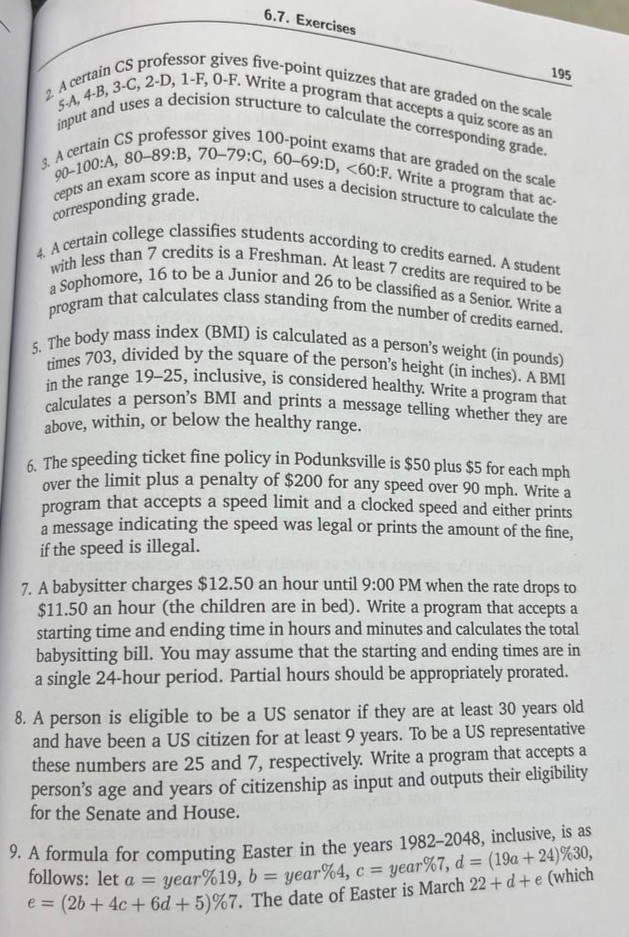 6.7. Exercises
195
2. A certain CS professor gives five-point quizzes that are graded on the scale
5-A, 4-B, 3-C, 2-D, 1-F, 0-F. Write a program that accepts a quiz score as an
input and uses a decision structure to calculate the corresponding grade.
3. A certain CS professor gives 100-point exams that are graded on the scale
90–100:A, 80–89:B, 70–79:C, 60–69:D, <60:F. Write a program that ac-
cepts an exam score as input and uses a decision structure to calculate the
corresponding grade.
4. A certain college classifies students according to credits earned. A student
with less than 7 credits is a Freshman. At least 7 credits are required to be
a Sophomore, 16 to be a Junior and 26 to be classified as a Senior. Write a
program that calculates class standing from the number of credits earned.
5. The body mass index (BMI) is calculated as a person's weight (in pounds)
times 703, divided by the square of the person's height (in inches). A BMI
in the range 19–25, inclusive, is considered healthy. Write a program that
calculates a person's BMI and prints a message telling whether they are
above, within, or below the healthy range.
6. The speeding ticket fine policy in Podunksville is $50 plus $5 for each mph
over the limit plus a penalty of $200 for any speed over 90 mph. Write a
program that accepts a speed limit and a clocked speed and either prints
a message indicating the speed was legal or prints the amount of the fine,
if the speed is illegal.
7. A babysitter charges $12.50 an hour until 9:00 PM when the rate drops to
$11.50 an hour (the children are in bed). Write a program that accepts a
starting time and ending time in hours and minutes and calculates the total
babysitting bill. You may assume that the starting and ending times are in
a single 24-hour period. Partial hours should be appropriately prorated.
8. A person is eligible to be a US senator if they are at least 30 years old
and have been a US citizen for at least 9 years. To be a US representative
these numbers are 25 and 7, respectively. Write a program that accepts a
person's age and years of citizenship as input and outputs their eligibility
for the Senate and House.
9. A formula for computing Easter in the years 1982–2048, inclusive, is as
follows: let a = year%19, b = year%4, c = year%7, d = (19a + 24)%30,
e = (2b + 4c + 6d + 5)%7. The date of Easter is March 22 + d + e (which